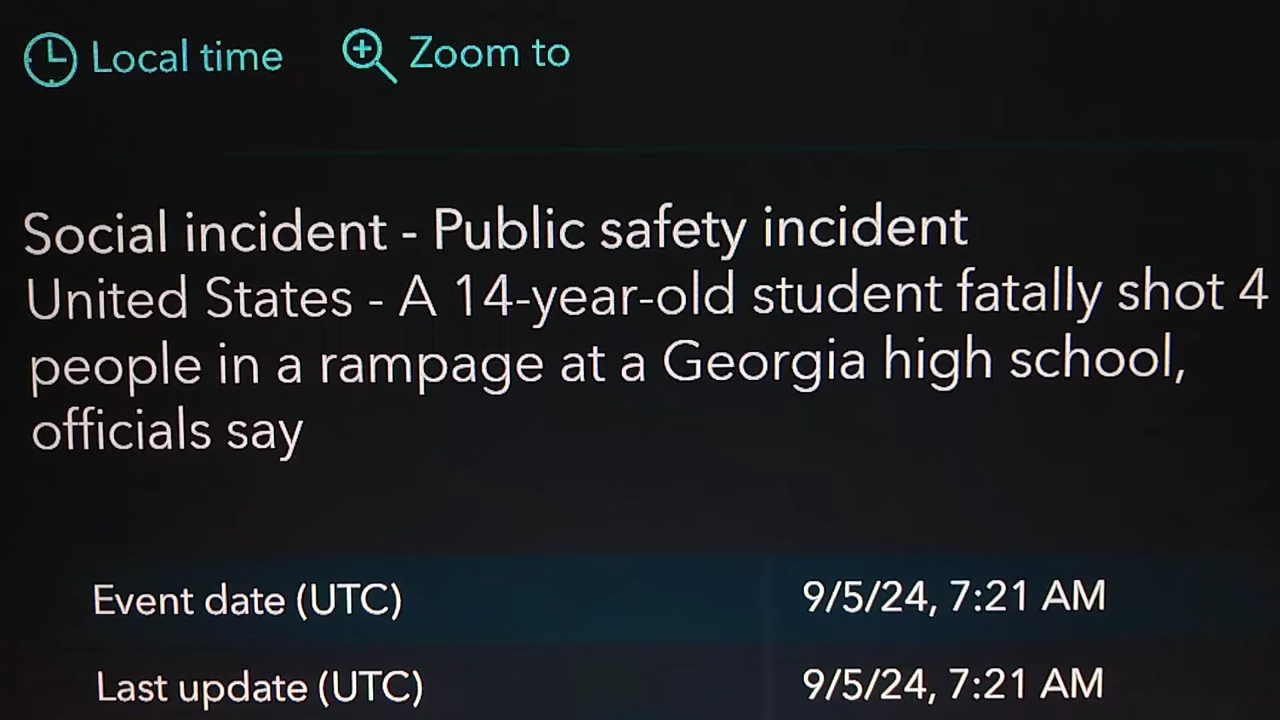 Local time Zoom to
Social incident - Public safety incident
United States - A 14-year-old student fatally shot 4
people in a rampage at a Georgia high school,
officials say
Event date (UTC) 9/5/24, 7:21 AM
Last update (UTC) 9/5/24, 7:21 AM